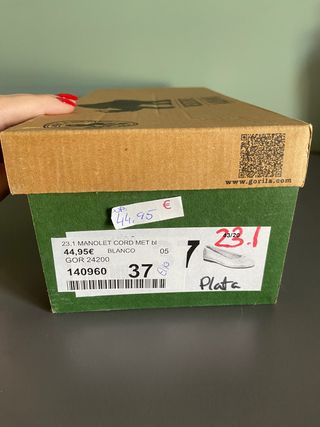 www.gorila.com
44.95 €
23.1.MANOLET CORD MET bl
44,95€ BLANCO 05
GOR 24200
140960 37
7
23.1
Plata